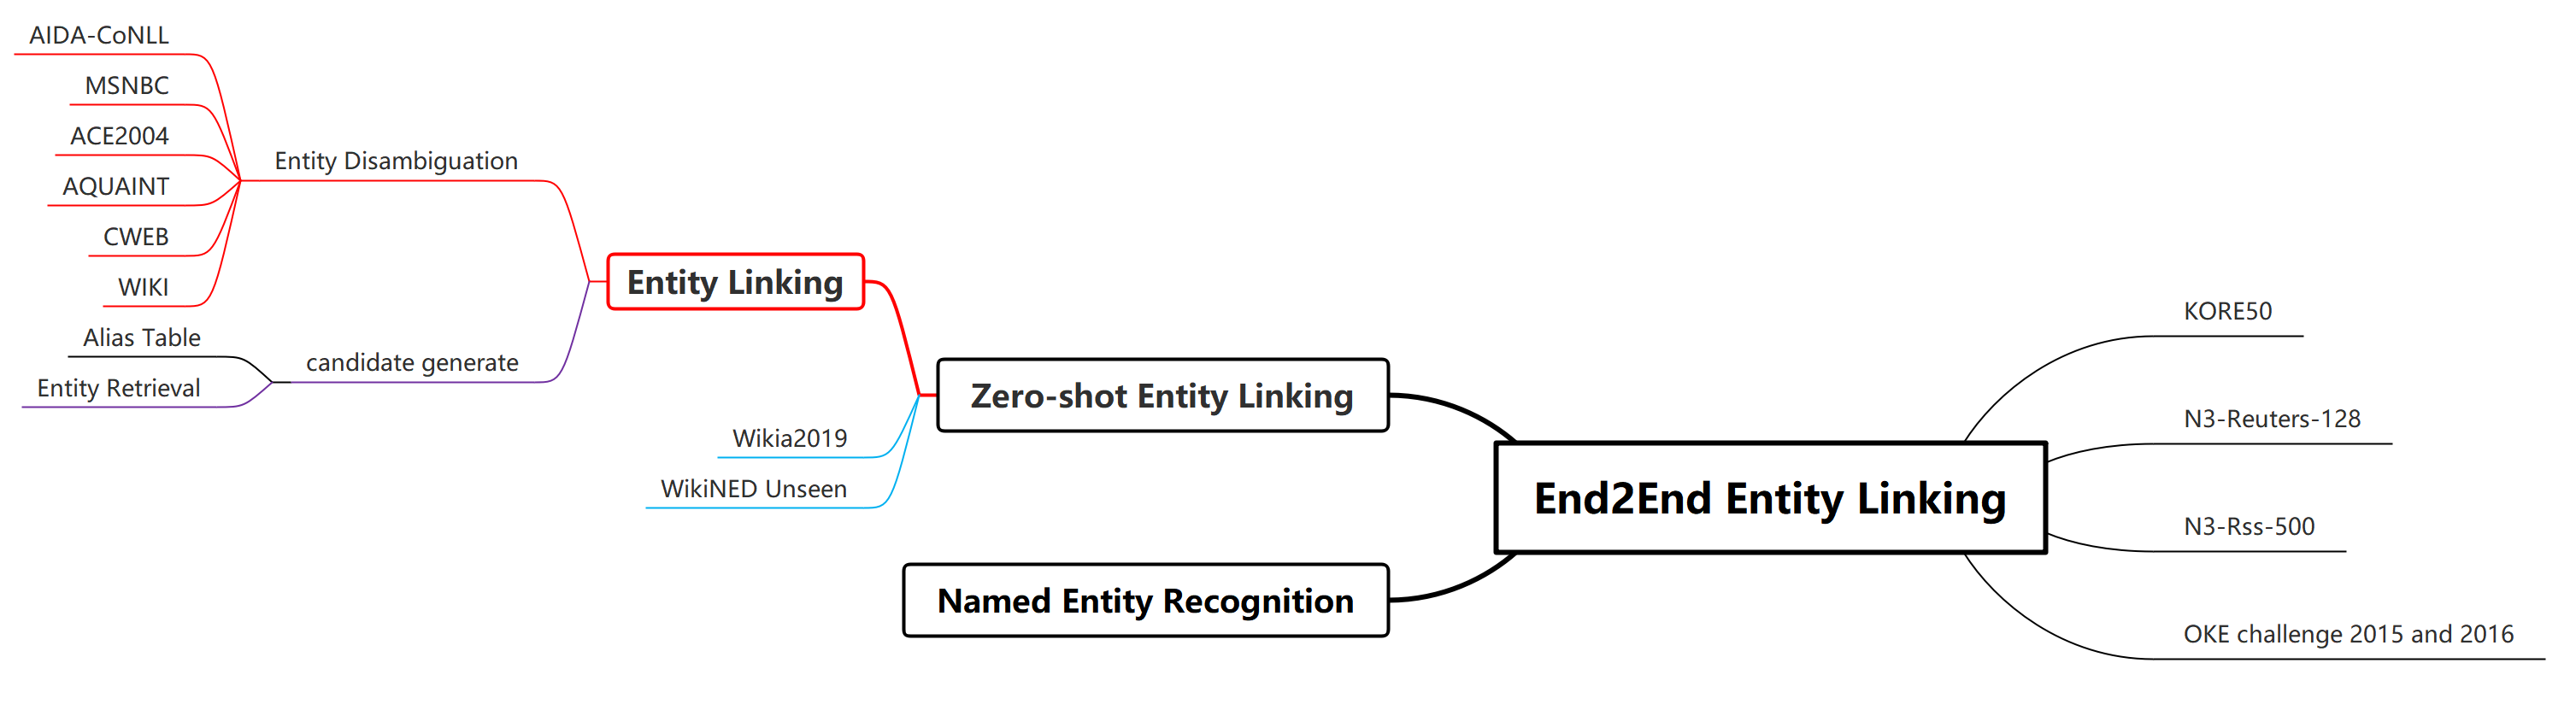 AIDA-CoNLL
MSNBC
ACE2004
AQUAINT
CWEB
WIKI
Entity Disambiguation
Alias Table
Entity Retrieval
candidate generate
Entity Linking
Wikia2019
WikiNED Unseen
Zero-shot Entity Linking
Named Entity Recognition
End2End Entity Linking
KORE50
N3-Reuters-128
N3-Rss-500
OKE challenge 2015 and 2016